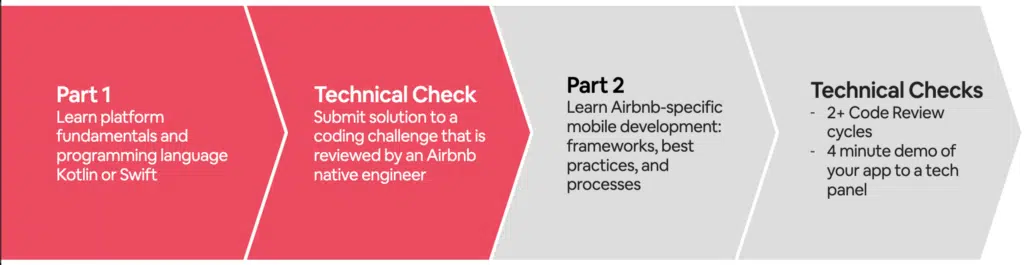 Part 1
Learn platform
fundamentals and
programming language
Kotlin or Swift
Technical Check
Submit solution to a
coding challenge that is
reviewed by an Airbnb
native engineer
Part 2
Learn Airbnb-specific
mobile development:
frameworks, best
practices, and
processes
Technical Checks
- 2+ Code Review
cycles
- 4 minute demo of
your app to a tech
panel